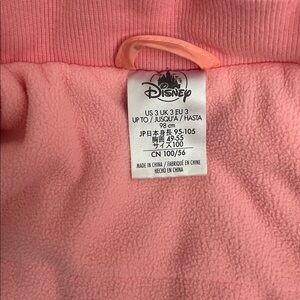 Disney
US 3 UK 3 EU 3
UP TO / JUSQU'A / HASTA
98 cm
JP日本身長 95-105
胸囲 49-55
サイズ100
CN 100/56
MADE IN CHINA / FABRIQUÉ EN CHINE
HECHO EN CHINA